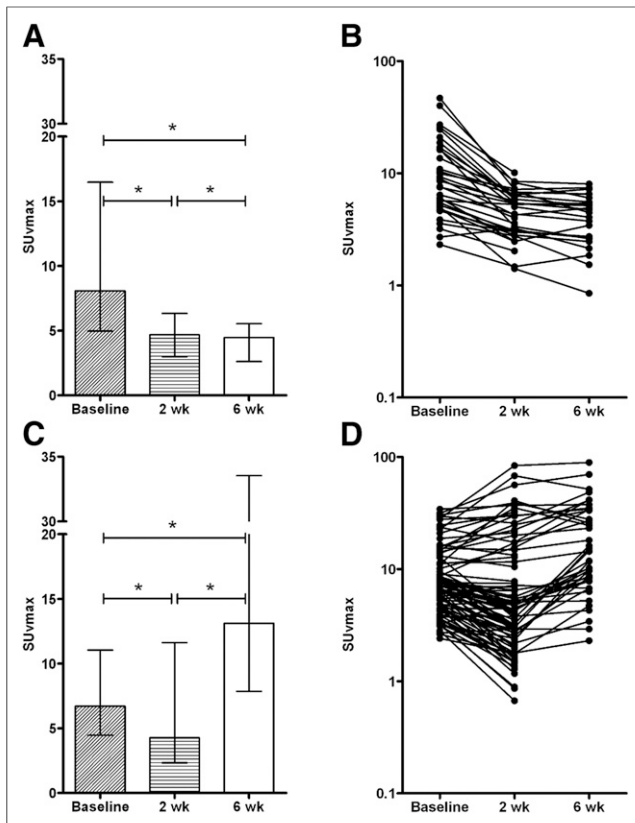 A
B
35
30
20
15
10
5
0
SUvmax
*
*
*
Baseline
2 wk
6 wk
100
10
1
0.1
SUvmax
Baseline
2 wk
6 wk
C
D
35
30
20
15
10
5
0
SUvmax
*
*
*
Baseline
2 wk
6 wk
100
10
1
0.1
SUvmax
Baseline
2 wk
6 wk